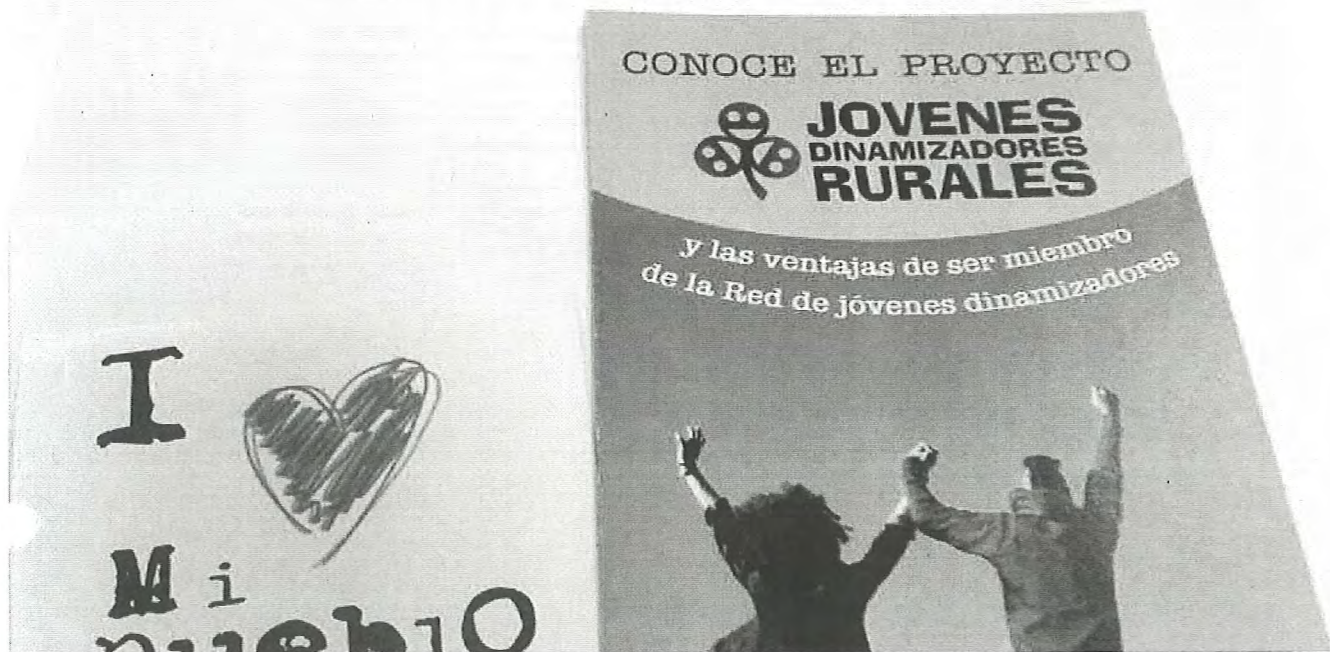 I
Mi
pueblo
CONOCE EL PROYECTO
JOVENES
DINAMIZADORES
RURALES
y las ventajas de ser miembro
de la Red de jóvenes dinamizadores